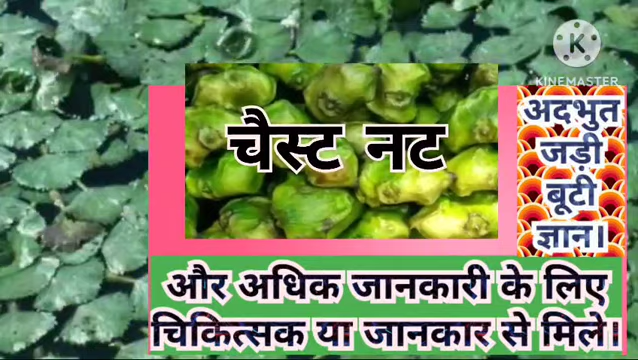 KINEMASTER
चैस्ट नट
अदभुत
जड़ी
बूटी
ज्ञान।
और अधिक जानकारी के लिए
चिकित्सक या जानकार से मिले।